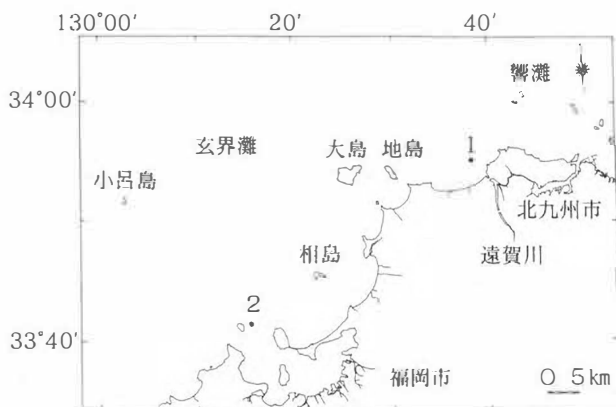 130°00′ 20′ 40′
響灘
34°00′
玄界灘 大島 地島 1
小呂島
北九州市
相島 遠賀川
2
33°40′
福岡市 0 5km